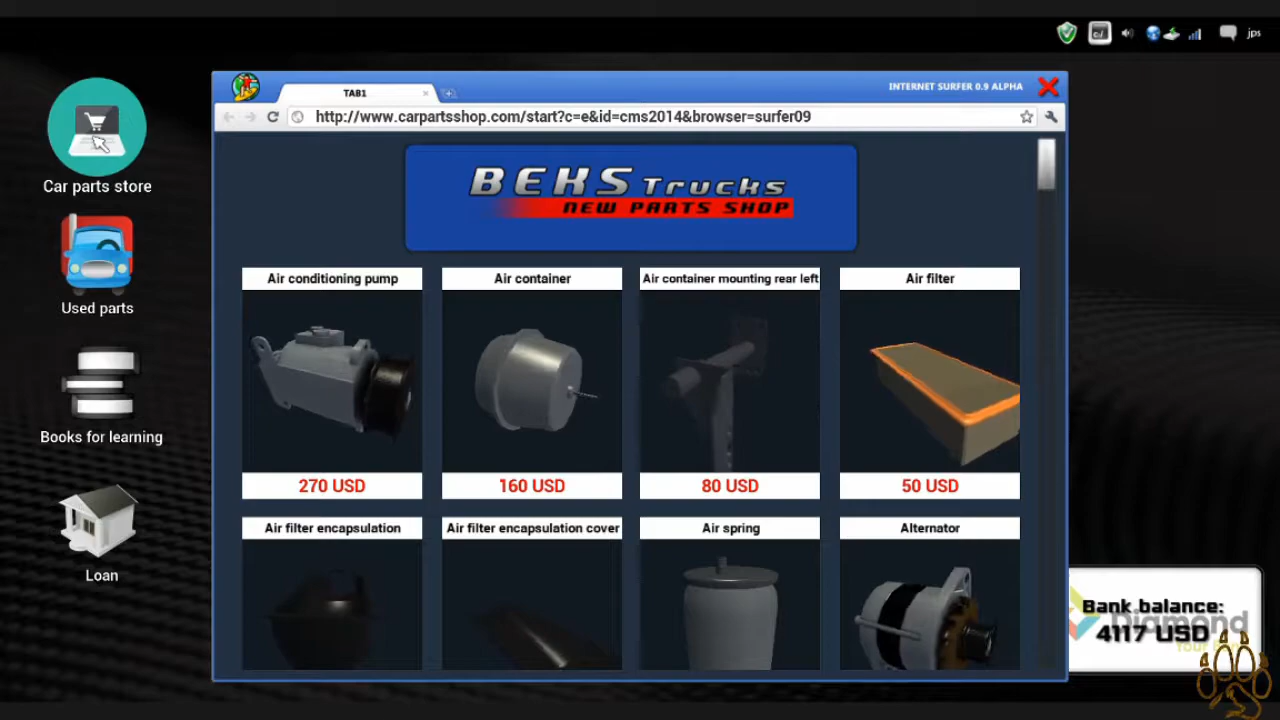 jps
TAB1
INTERNET SURFER 0.9 ALPHA
http://www.carpartsshop.com/start?c=e&id=cms2014&browser=surfer09
Car parts store
Used parts
Books for learning
Loan
BEKS Trucks
NEW PARTS SHOP
Air conditioning pump
Air container
Air container mounting rear left
Air filter
270 USD
160 USD
80 USD
50 USD
Air filter encapsulation
Air filter encapsulation cover
Air spring
Alternator
Bank balance:
4117 USD
Diamond